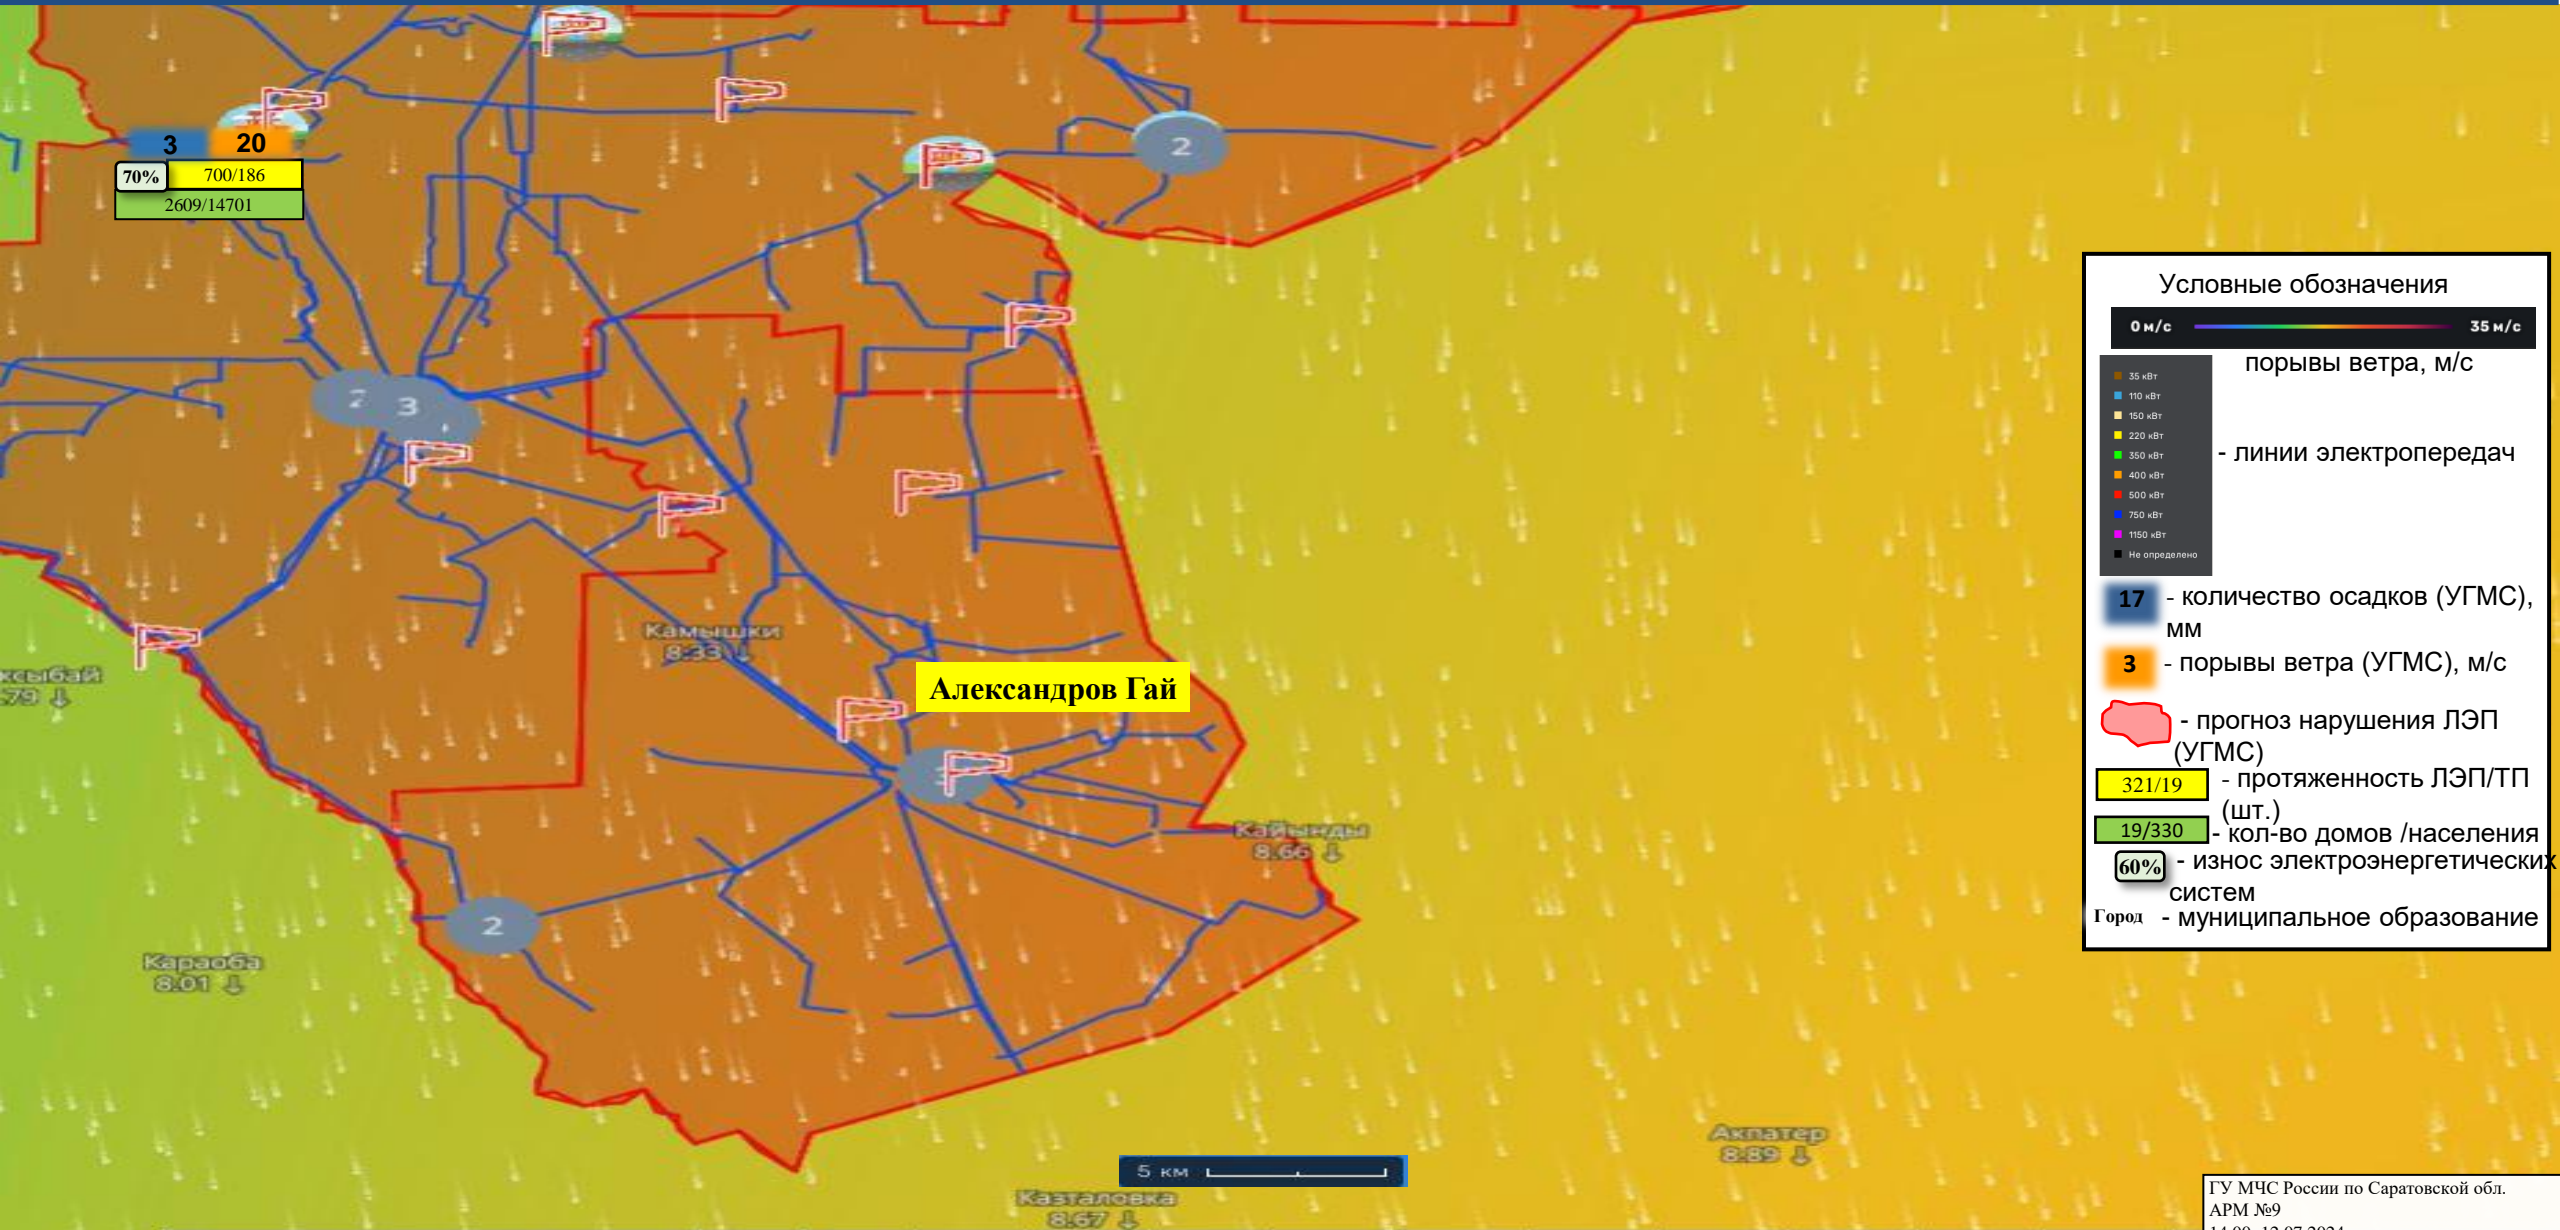 3
20
70%
700/186
2609/14701
2
2
3
Камышки
8.33
Александров Гай
Кайынды
8.66
2
Караоба
8.01
Акпатер
8.89
5 км
Казталовка
8.67
Условные обозначения
0 м/с
35 м/с
порывы ветра, м/с
35 кВт
110 кВт
150 кВт
220 кВт
350 кВт
400 кВт
500 кВт
750 кВт
1150 кВт
Не определено
- линии электропередач
17 - количество осадков (УГМС),
мм
3 - порывы ветра (УГМС), м/с
- прогноз нарушения ЛЭП
(УГМС)
321/19 - протяженность ЛЭП/ТП
(шт.)
19/330 - кол-во домов /населения
60% - износ электроэнергетических
систем
Город - муниципальное образование
ГУ МЧС России по Саратовской обл.
АРМ №9